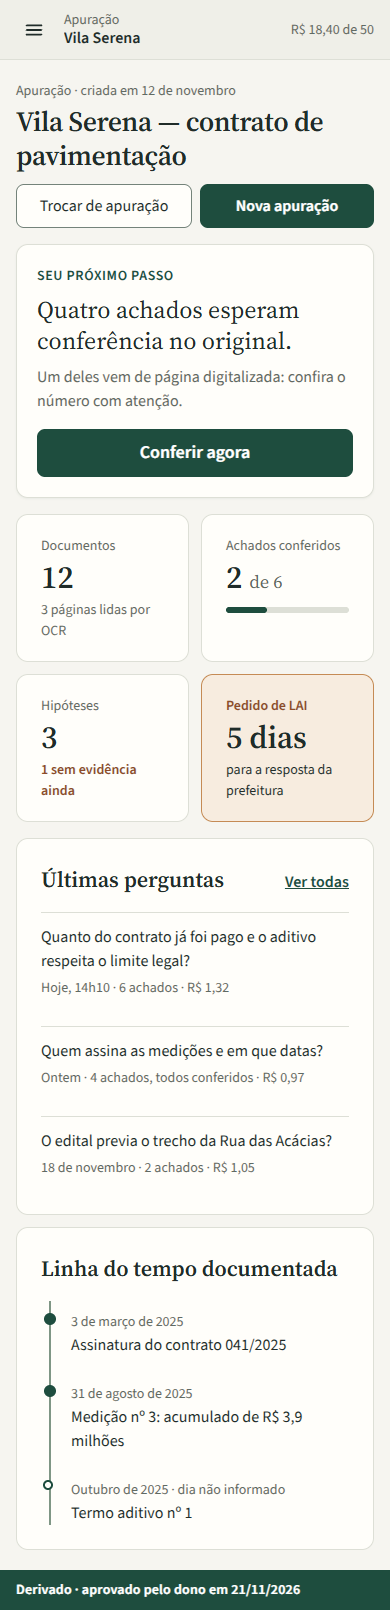 Apuração
Vila Serena
R$ 18,40 de 50
Apuração · criada em 12 de novembro
Vila Serena — contrato de
pavimentação
Trocar de apuração
Nova apuração
SEU PRÓXIMO PASSO
Quatro achados esperam
conferência no original.
Um deles vem de página digitalizada: confira o
número com atenção.
Conferir agora
Documentos
12
3 páginas lidas por
OCR
Achados conferidos
2 de 6
Hipóteses
3
1 sem evidência
ainda
Pedido de LAI
5 dias
para a resposta da
prefeitura
Últimas perguntas
Ver todas
Quanto do contrato já foi pago e o aditivo
respeita o limite legal?
Hoje, 14h10 · 6 achados · R$ 1,32
Quem assina as medições e em que datas?
Ontem · 4 achados, todos conferidos · R$ 0,97
O edital previa o trecho da Rua das Acácias?
18 de novembro · 2 achados · R$ 1,05
Linha do tempo documentada
3 de março de 2025
Assinatura do contrato 041/2025
31 de agosto de 2025
Medição nº 3: acumulado de R$ 3,9
milhões
Outubro de 2025 · dia não informado
Termo aditivo nº 1
Derivado · aprovado pelo dono em 21/11/2026